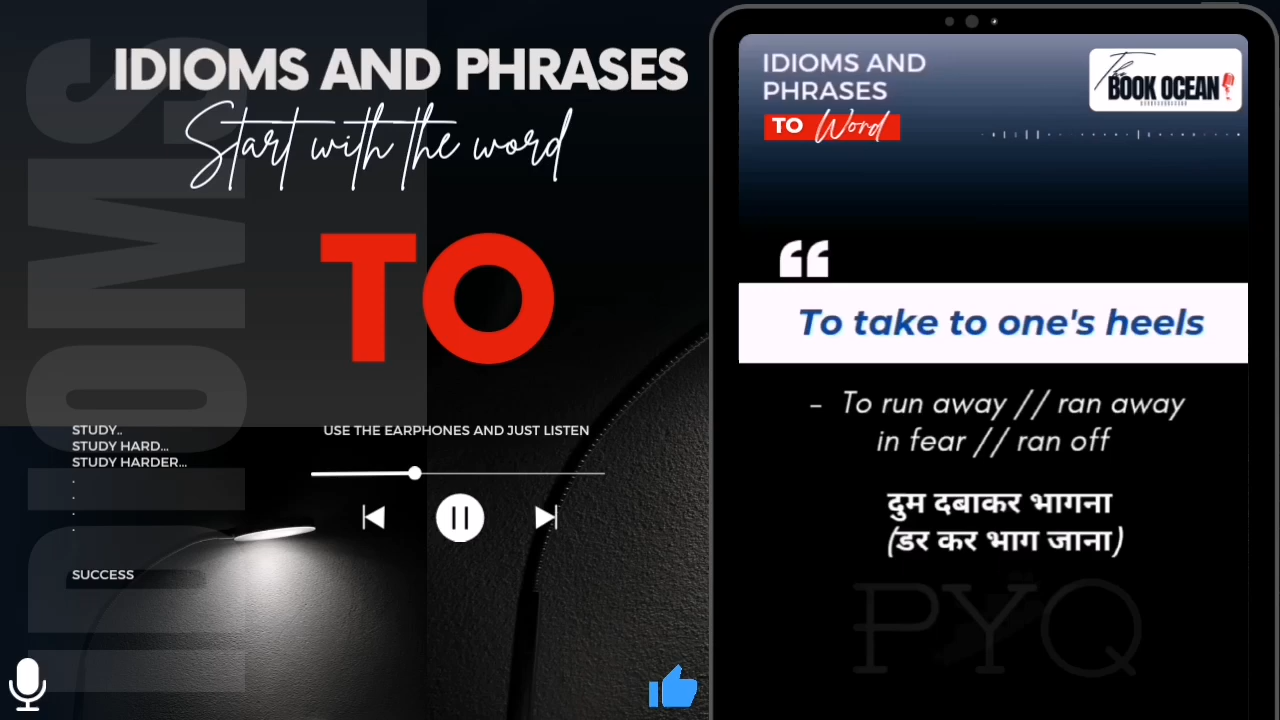 IDIOMS
IDIOMS AND PHRASES
Start with the word
TO
STUDY..
STUDY HARD...
STUDY HARDER...
.
.
.
.
SUCCESS
USE THE EARPHONES AND JUST LISTEN
IDIOMS AND
PHRASES
TO Word
The
BOOK OCEAN
“
To take to one's heels
- To run away // ran away
in fear // ran off
दुम दबाकर भागना
(डर कर भाग जाना)
PYQ